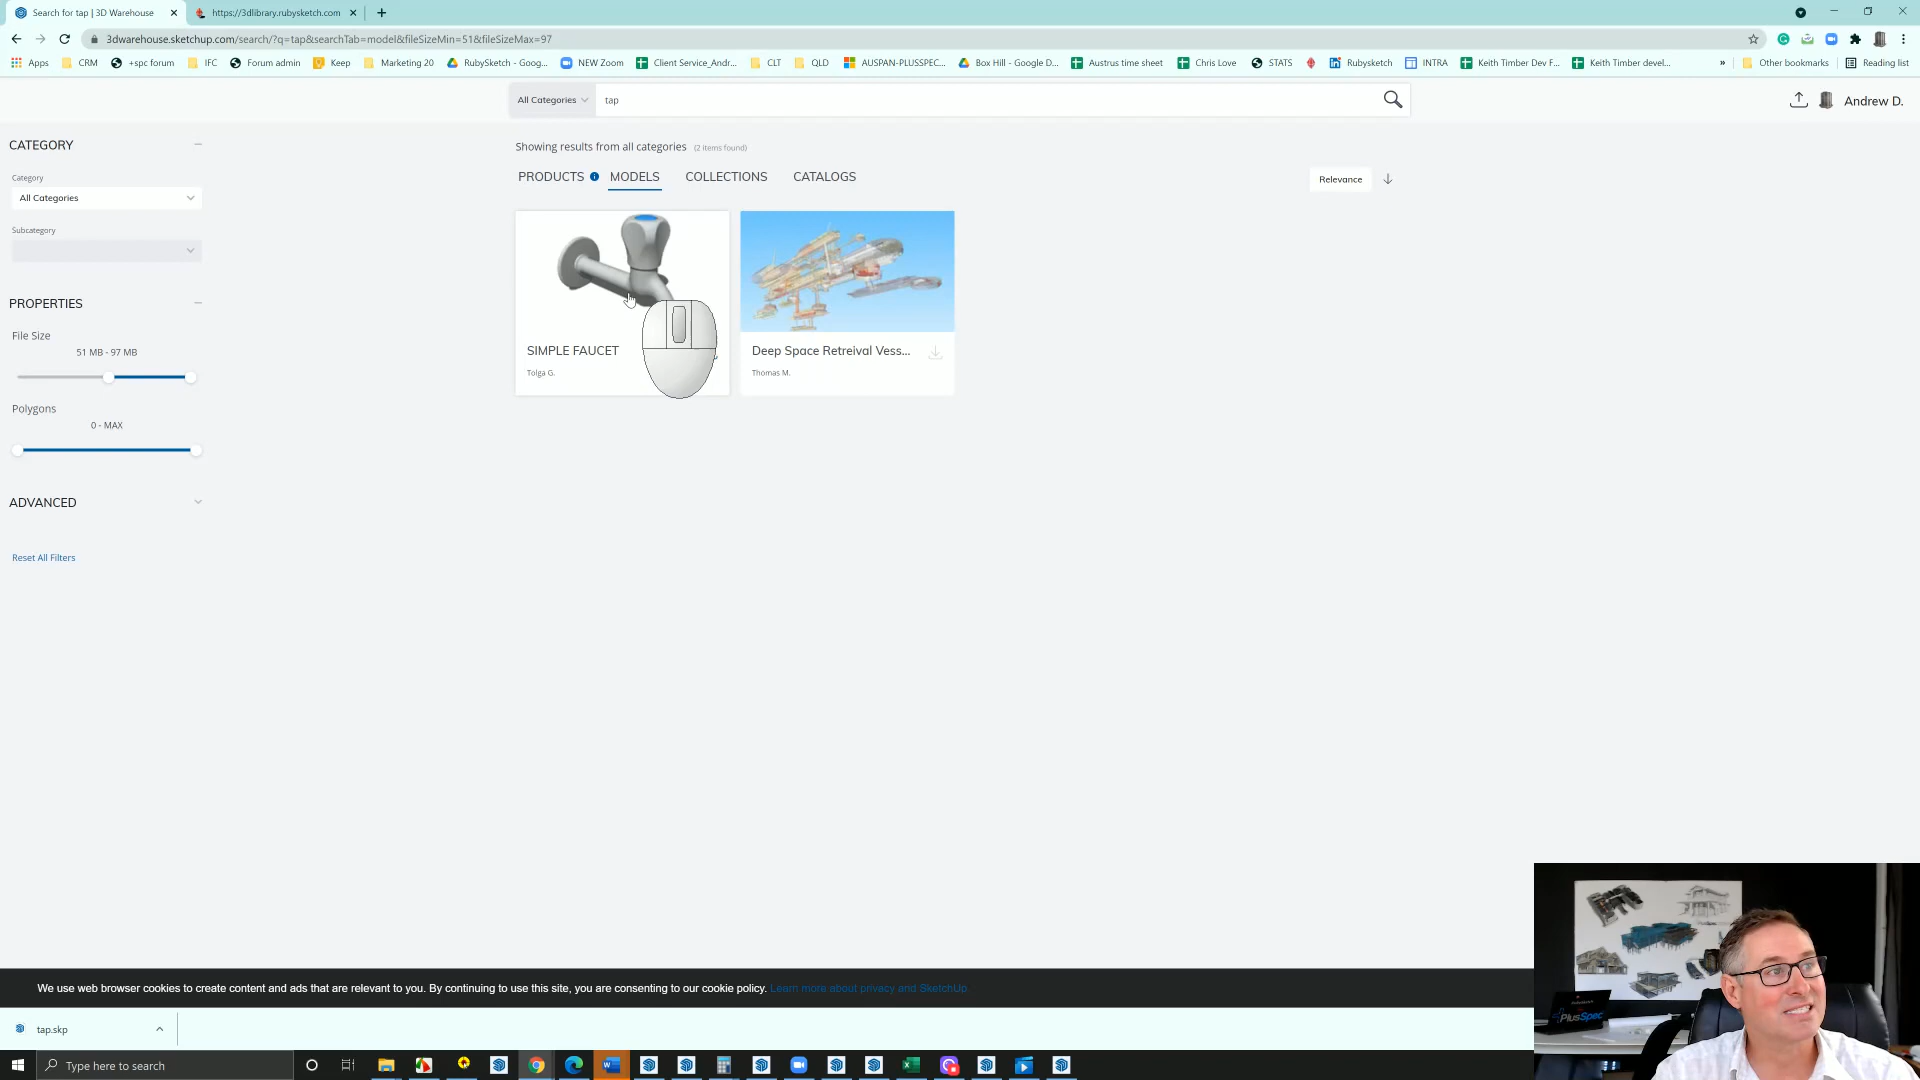 Search for tap | 3D Warehouse
https://3dlibrary.rubysketch.com
3dwarehouse.sketchup.com/search/?q=tap&searchTab=model&fileSizeMin=51&fileSizeMax=97
Apps CRM +spc forum IFC Forum admin Keep Marketing 20 RubySketch - Goog... NEW Zoom Client Service_Andr... CLT QLD AUSPAN-PLUSSPEC... Box Hill - Google D... Austrus time sheet Chris Love STATS Rubysketch INTRA Keith Timber Dev F... Keith Timber devel... » Other bookmarks Reading list
All Categories tap
Andrew D.
CATEGORY
Category
All Categories
Subcategory
PROPERTIES
File Size
51 MB - 97 MB
Polygons
0 - MAX
ADVANCED
Reset All Filters
Showing results from all categories (2 items found)
PRODUCTS MODELS COLLECTIONS CATALOGS
Relevance
SIMPLE FAUCET
Tolga G.
Deep Space Retreival Vess...
Thomas M.
We use web browser cookies to create content and ads that are relevant to you. By continuing to use this site, you are consenting to our cookie policy. Learn more about privacy and SketchUp.
tap.skp
Type here to search
PlusSpec